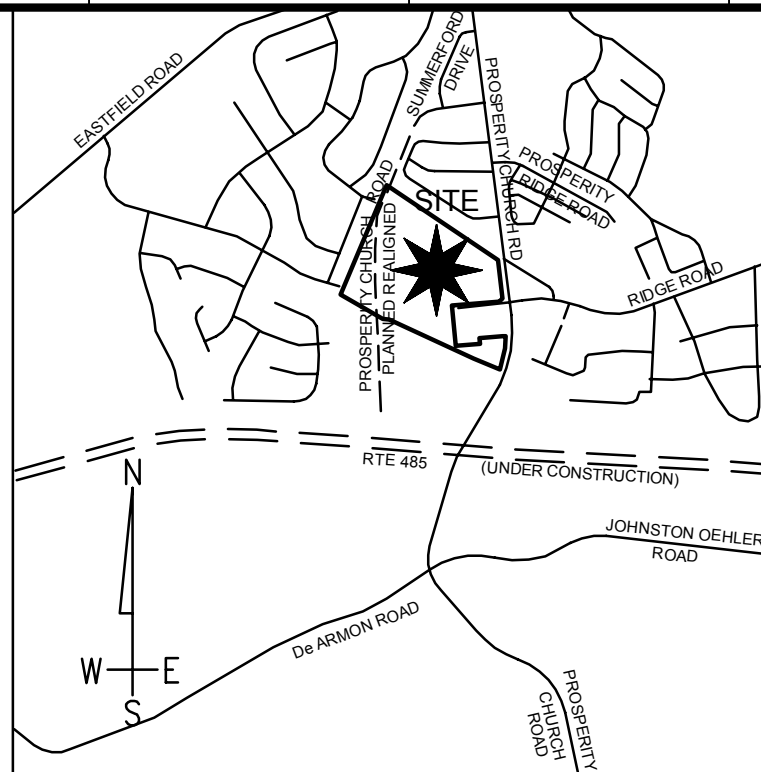 EASTFIELD ROAD
SUMMERFORD
DRIVE
PROSPERITY CHURCH RD
PROSPERITY
RIDGE ROAD
SITE
PROSPERITY CHURCH ROAD
PLANNED REALIGNED
RIDGE ROAD
RTE 485
(UNDER CONSTRUCTION)
N
JOHNSTON OEHLER
ROAD
De ARMON ROAD
W E
S
PROSPERITY
CHURCH
ROAD